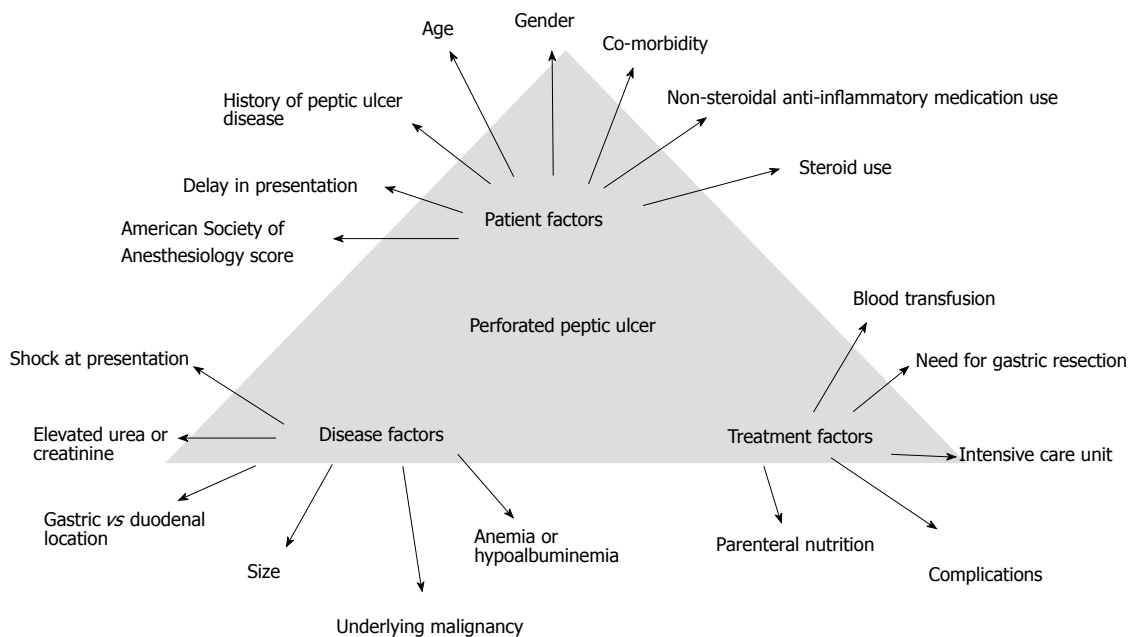 Gender
Age
Co-morbidity
History of peptic ulcer
disease
Non-steroidal anti-inflammatory medication use
Steroid use
Delay in presentation
Patient factors
American Society of
Anesthesiology score
Blood transfusion
Perforated peptic ulcer
Shock at presentation
Need for gastric resection
Elevated urea or
creatinine
Disease factors
Treatment factors
Intensive care unit
Gastric vs duodenal
location
Anemia or
hypoalbuminemia
Parenteral nutrition
Size
Complications
Underlying malignancy